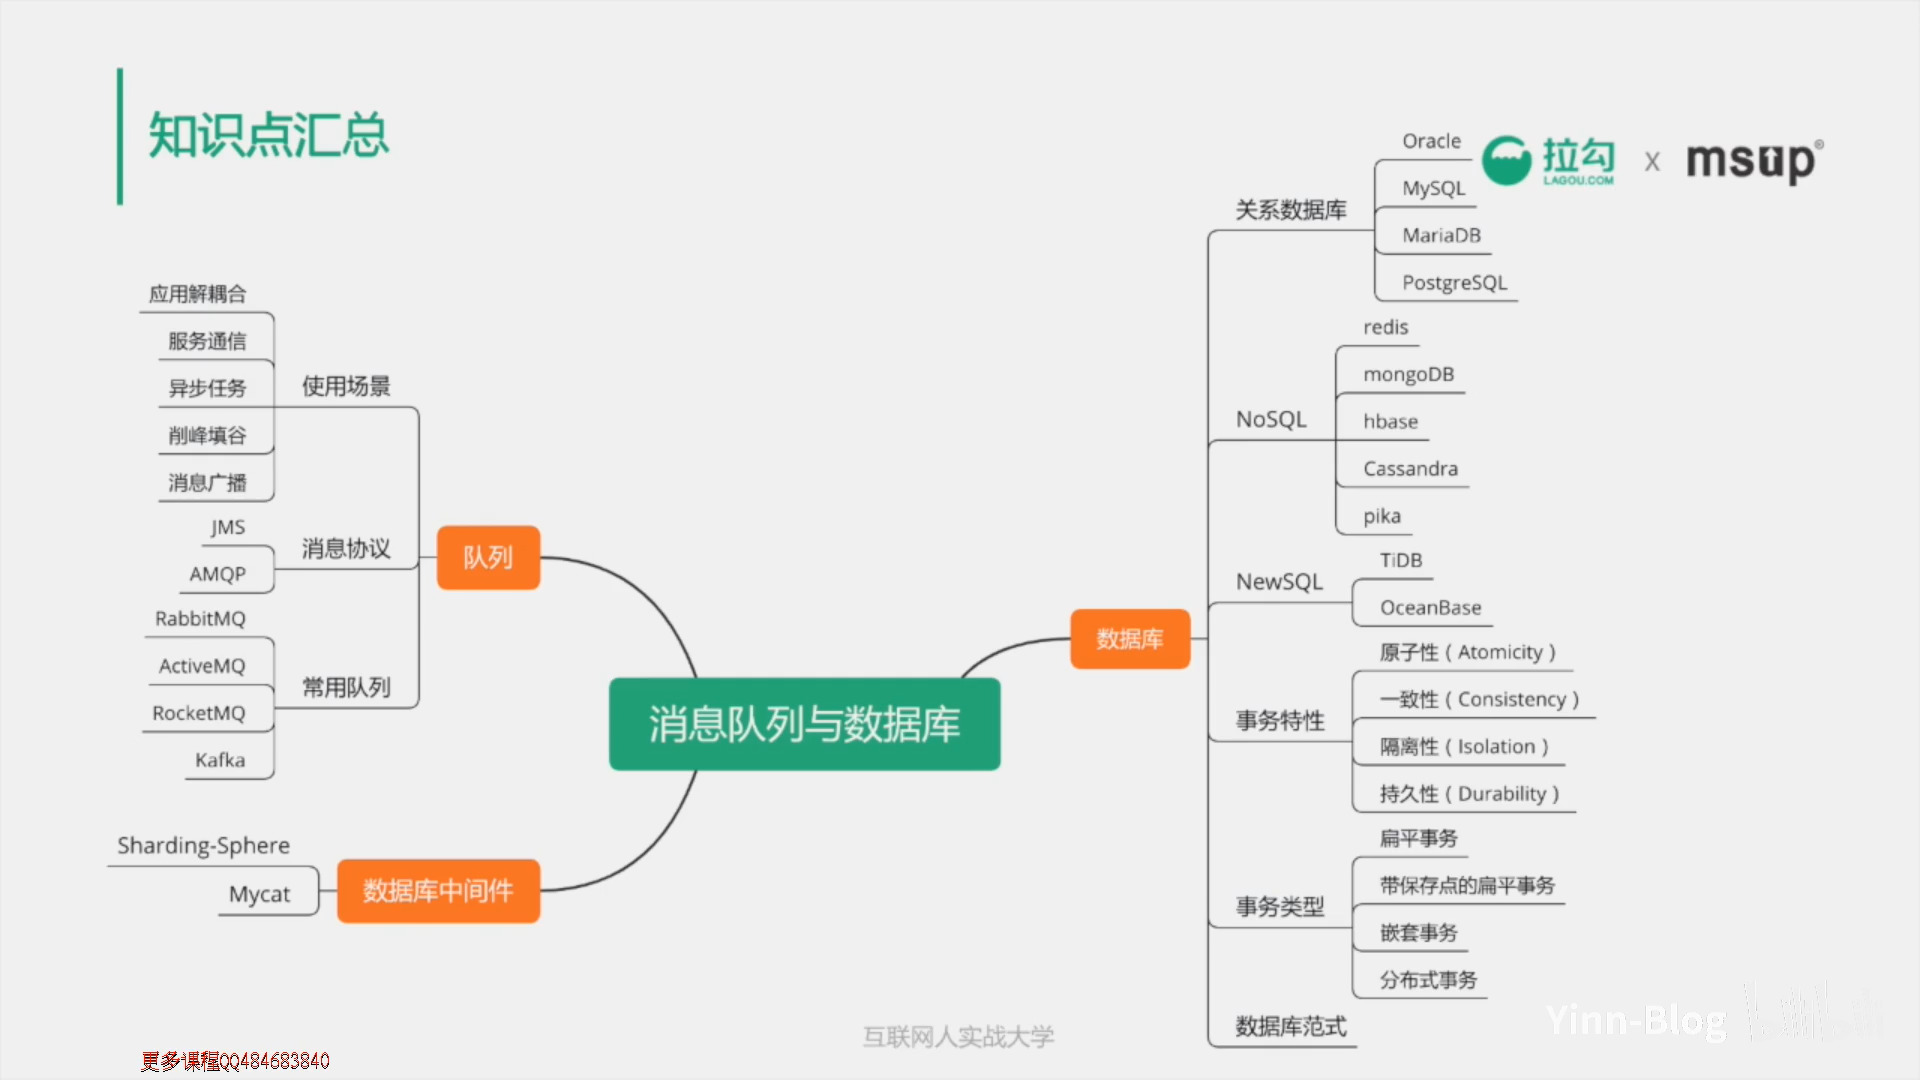 知识点汇总
拉勾
LAGOU.COM
X
msup®
消息队列与数据库
队列
使用场景
应用解耦合
服务通信
异步任务
削峰填谷
消息广播
消息协议
JMS
AMQP
常用队列
RabbitMQ
ActiveMQ
RocketMQ
Kafka
数据库中间件
Sharding-Sphere
Mycat
数据库
关系数据库
Oracle
MySQL
MariaDB
PostgreSQL
NoSQL
redis
mongoDB
hbase
Cassandra
pika
NewSQL
TiDB
OceanBase
事务特性
原子性 ( Atomicity )
一致性 ( Consistency )
隔离性 ( Isolation )
持久性 ( Durability )
事务类型
扁平事务
带保存点的扁平事务
嵌套事务
分布式事务
数据库范式
互联网人实战大学
更多课程QQ484683840
Yinn-Blog